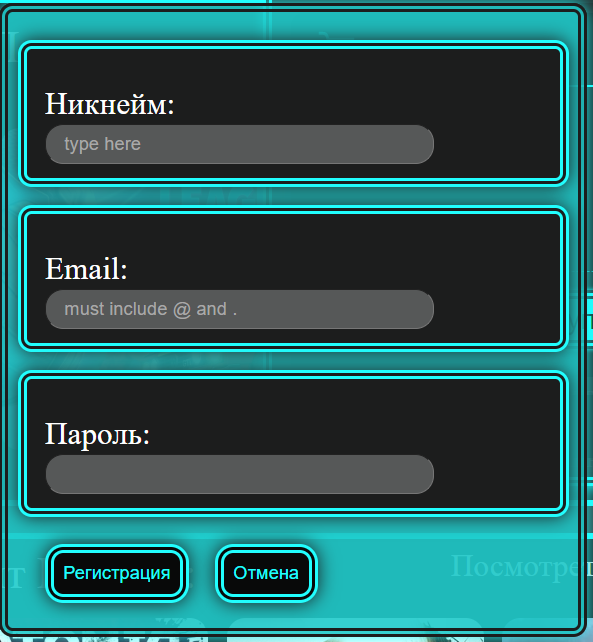 Никнейм:
type here
Email:
must include @ and .
Пароль:
Регистрация
Отмена